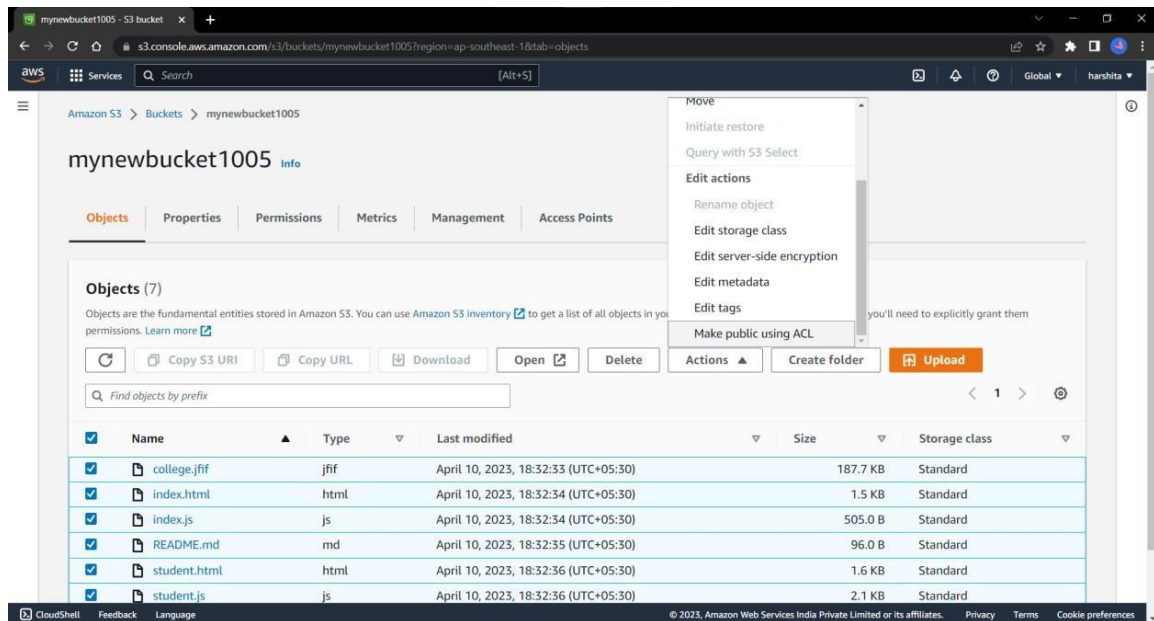 mynewbucket1005 - S3 bucket
s3.console.aws.amazon.com/s3/buckets/mynewbucket1005?region=ap-southeast-1&tab=objects
aws Services Search [Alt+S] Global harshita
Amazon S3 > Buckets > mynewbucket1005
mynewbucket1005 Info
Objects Properties Permissions Metrics Management Access Points
Move
Initiate restore
Query with S3 Select
Edit actions
Rename object
Edit storage class
Edit server-side encryption
Edit metadata
Edit tags
Make public using ACL
Objects (7)
Objects are the fundamental entities stored in Amazon S3. You can use Amazon S3 inventory to get a list of all objects in you you'll need to explicitly grant them
permissions. Learn more
Copy S3 URI Copy URL Download Open Delete Actions Create folder Upload
Find objects by prefix 1
Name Type Last modified Size Storage class
college.jfif jfif April 10, 2023, 18:32:33 (UTC+05:30) 187.7 KB Standard
index.html html April 10, 2023, 18:32:34 (UTC+05:30) 1.5 KB Standard
index.js js April 10, 2023, 18:32:34 (UTC+05:30) 505.0 B Standard
README.md md April 10, 2023, 18:32:35 (UTC+05:30) 96.0 B Standard
student.html html April 10, 2023, 18:32:36 (UTC+05:30) 1.6 KB Standard
student.js js April 10, 2023, 18:32:36 (UTC+05:30) 2.1 KB Standard
CloudShell Feedback Language © 2023, Amazon Web Services India Private Limited or its affiliates. Privacy Terms Cookie preferences